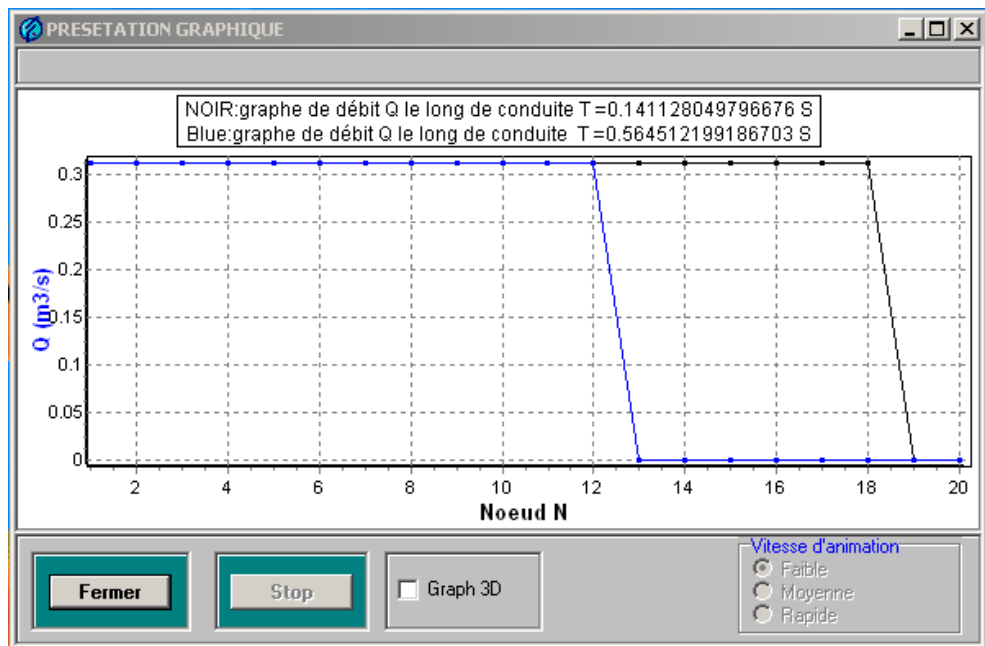 PRESETATION GRAPHIQUE
NOIR:graphe de débit Q le long de conduite T =0.141128049796676 S
Blue:graphe de débit Q le long de conduite  T =0.564512199186703 S
Q (m3/s)
0.3
0.25
0.2
0.15
0.1
0.05
0
2 4 6 8 10 12 14 16 18 20
Noeud N
Fermer
Stop
Graph 3D
Vitesse d'animation
Faible
Moyenne
Rapide